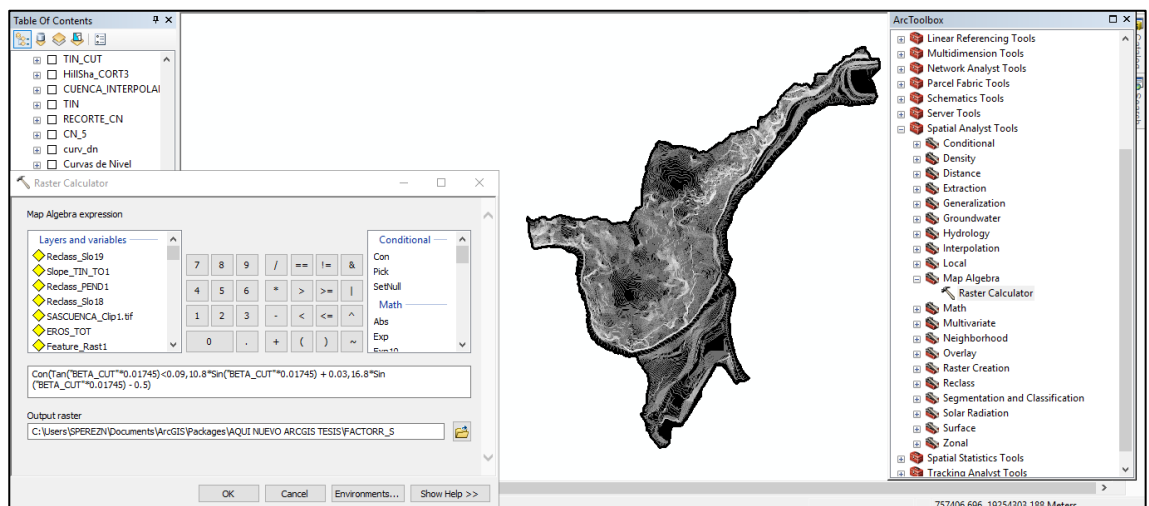 Table Of Contents
TIN_CUT
HillSha_CORT3
CUENCA_INTERPOLAI
TIN
RECORTE_CN
CN_5
curv_dn
Curvas de Nivel
Raster Calculator
Map Algebra expression
Layers and variables
Reclass_Slo19
Slope_TIN_TO1
Reclass_PEND1
Reclass_Slo18
SASCUENCA_Clip1.tif
EROS_TOT
Feature_Rast1
7 8 9 / == != &
4 5 6 * > >= |
1 2 3 - < <= ^
0 . + ( ) ~
Conditional
Con
Pick
SetNull
Math
Abs
Exp
Exp10
Con(Tan("BETA_CUT"*0.01745)<0.09,10.8*Sin("BETA_CUT"*0.01745) + 0.03,16.8*Sin
("BETA_CUT"*0.01745) - 0.5)
Output raster
C:\Users\SPEREZN\Documents\ArcGIS\Packages\AQUI NUEVO ARCGIS TESIS\FACTORR_S
OK Cancel Environments... Show Help >>
ArcToolbox
Linear Referencing Tools
Multidimension Tools
Network Analyst Tools
Parcel Fabric Tools
Schematics Tools
Server Tools
Spatial Analyst Tools
Conditional
Density
Distance
Extraction
Generalization
Groundwater
Hydrology
Interpolation
Local
Map Algebra
Raster Calculator
Math
Multivariate
Neighborhood
Overlay
Raster Creation
Reclass
Segmentation and Classification
Solar Radiation
Surface
Zonal
Spatial Statistics Tools
Tracking Analyst Tools
Catalog
Search
757406.696 19254303.188 Meters